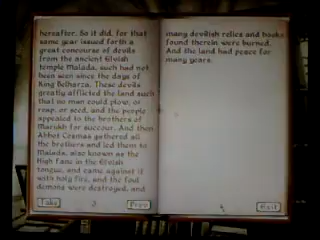 hereafter. So it did, for that
same year issued forth a
great concourse of devils
from the ancient Elvish
temple Malada, such had not
been seen since the days of
King Belharza. These devils
greatly afflicted the land such
that no man could plow, or
reap, or seed, and the people
appealed to the brothers of
Marukh for succour. And then
Abbot Cosmas gathered all
the brothers and led them to
Malada, also known as the
High Fane in the Elvish
tongue, and came against it
with holy fire, and the foul
demons were destroyed, and
many devilish relics and books
found therein were burned.
And the land had peace for
many years.
Take
3
Prev
4
Exit